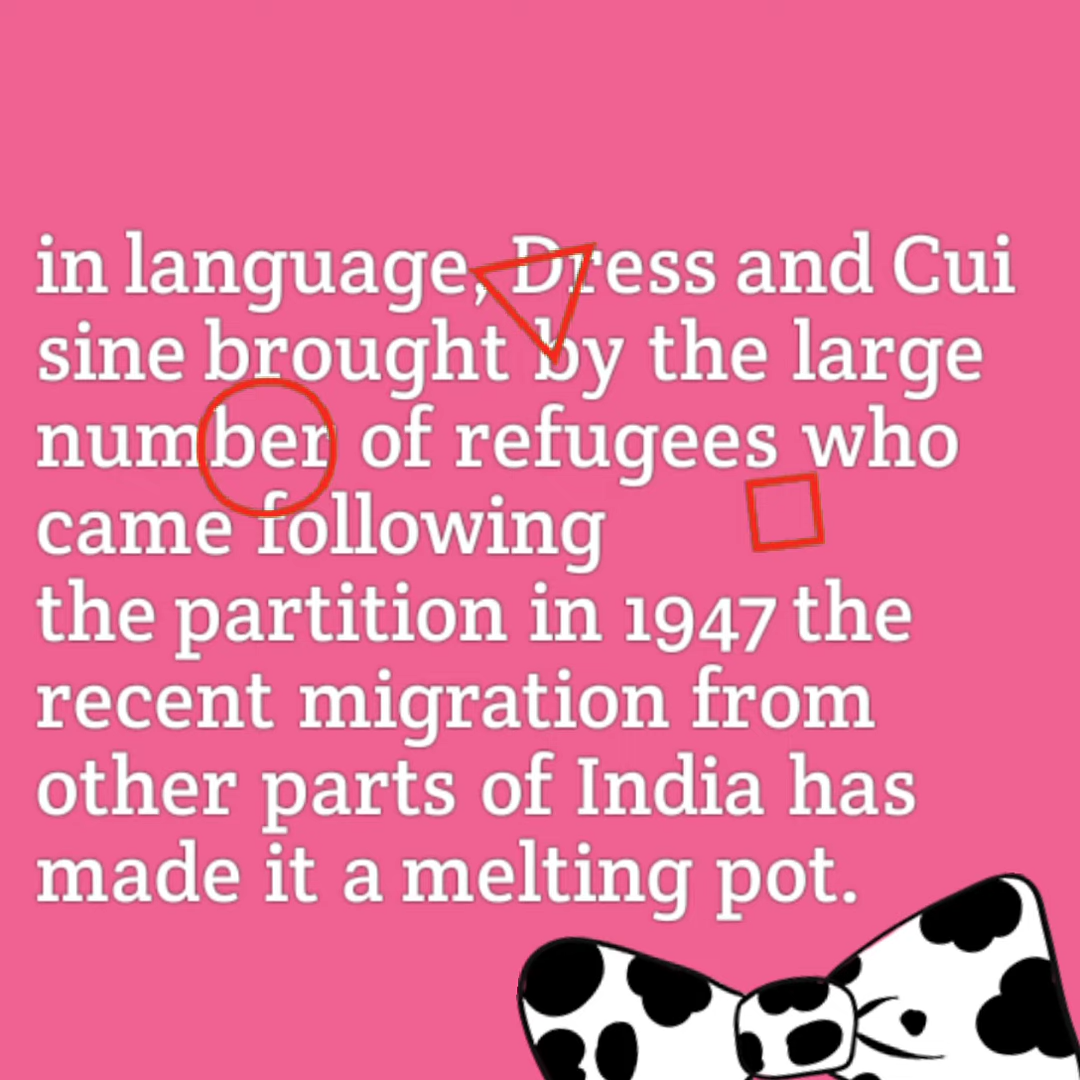 in language, Dress and Cui
sine brought by the large
number of refugees who
came following
the partition in 1947 the
recent migration from
other parts of India has
made it a melting pot.